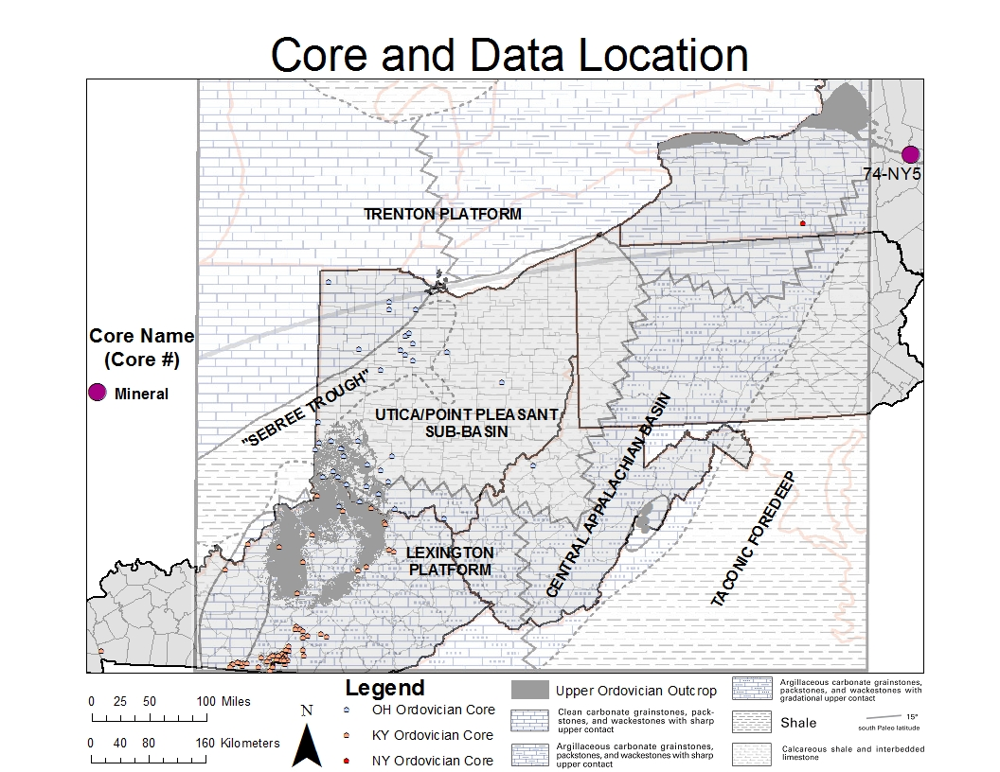 Core and Data Location
74-NY5
TRENTON PLATFORM
Core Name
(Core #)
Mineral
"SEBREE TROUGH"
UTICA/POINT PLEASANT
SUB-BASIN
CENTRAL APPALACHIAN BASIN
TACONIC FOREDEEP
LEXINGTON
PLATFORM
0 25 50 100 Miles
0 40 80 160 Kilometers
N
Legend
OH Ordovician Core
KY Ordovician Core
NY Ordovician Core
Upper Ordovician Outcrop
Clean carbonate grainstones, pack-
stones, and wackestones with sharp
upper contact
Argillaceous carbonate grainstones,
packstones, and wackestones with sharp
upper contact
Argillaceous carbonate grainstones,
packstones, and wackestones with
gradational upper contact
Shale
15°
south Paleo latitude
Calcareous shale and interbedded
limestone